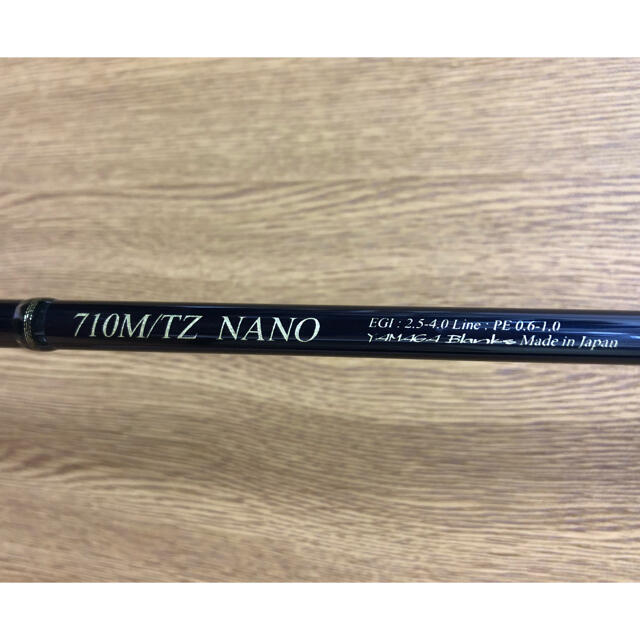 710M/TZ NANO
EGI : 2.5-4.0 Line : PE 0.6-1.0
YAMAGA Blanks Made in Japan